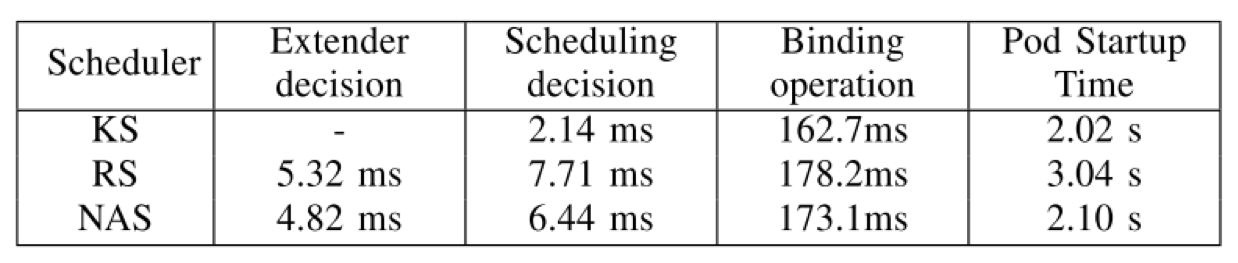 Scheduler Extender decision Scheduling decision Binding operation Pod Startup Time
KS - 2.14 ms 162.7ms 2.02 s
RS 5.32 ms 7.71 ms 178.2ms 3.04 s
NAS 4.82 ms 6.44 ms 173.1ms 2.10 s